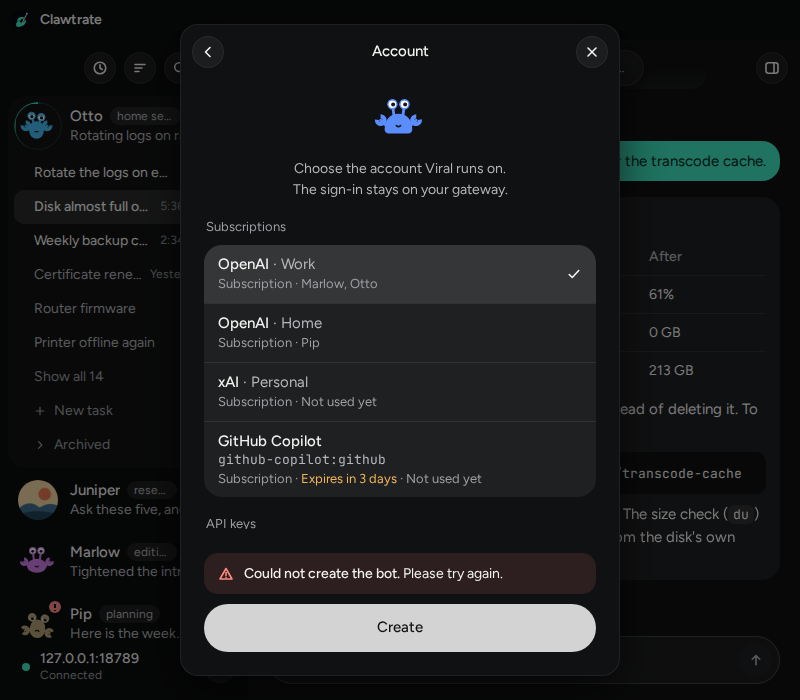 Clawtrate
Account
Otto
home se...
Rotating logs on r
Rotate the logs on e...
Disk almost full o...
5:36
Weekly backup c...
2:34
Certificate rene...
Yeste
Router firmware
Printer offline again
Show all 14
+ New task
Archived
Juniper
rese...
Ask these five, an
Marlow
editi...
Tightened the intr
Pip
planning
Here is the week.
127.0.0.1:18789
Connected
Choose the account Viral runs on.
The sign-in stays on your gateway.
Subscriptions
OpenAI · Work
Subscription · Marlow, Otto
OpenAI · Home
Subscription · Pip
xAI · Personal
Subscription · Not used yet
GitHub Copilot
github-copilot:github
Subscription · Expires in 3 days · Not used yet
API keys
Could not create the bot. Please try again.
Create
the transcode cache.
After
61%
0 GB
213 GB
ead of deleting it. To
/transcode-cache
The size check ( du )
om the disk's own